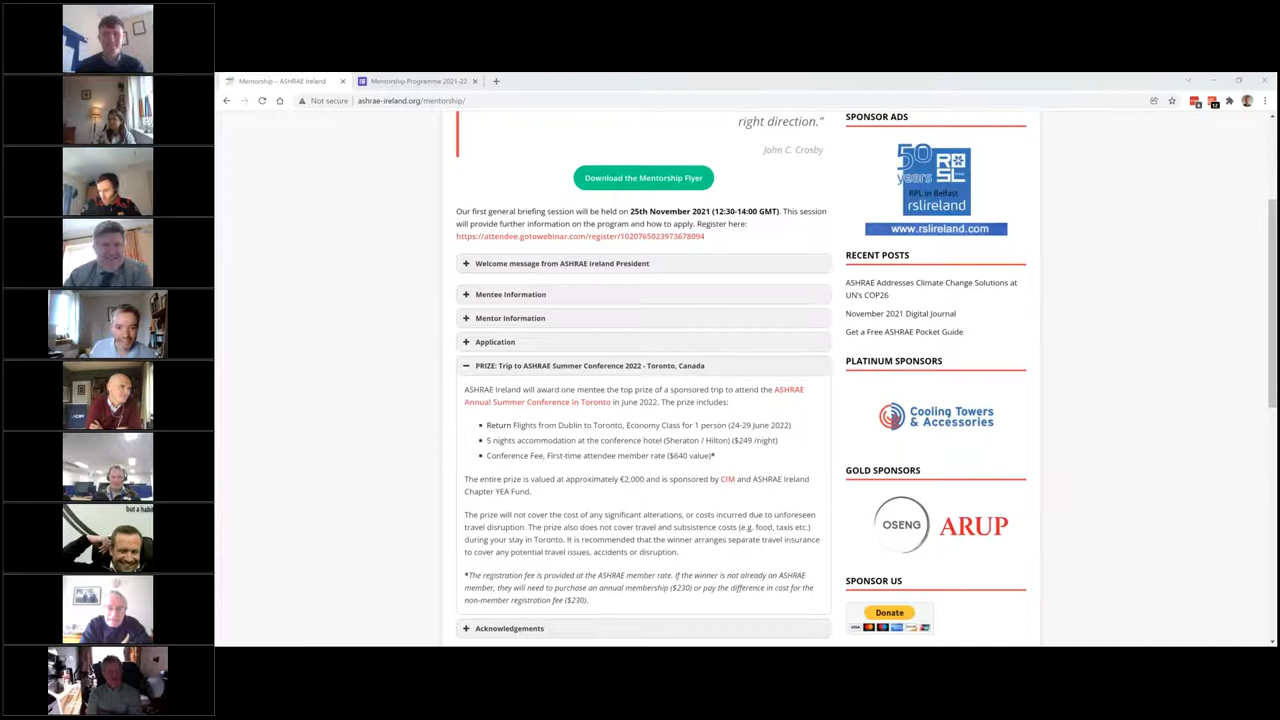 Mentorship – ASHRAE Ireland
Mentorship Programme 2021-22
Not secure
ashrae-ireland.org/mentorship/
right direction.”
John C. Crosby
Download the Mentorship Flyer
Our first general briefing session will be held on 25th November 2021 (12:30-14:00 GMT). This session
will provide further information on the program and how to apply. Register here:
https://attendee.gotowebinar.com/register/1020765023973678094
Welcome message from ASHRAE Ireland President
Mentee Information
Mentor Information
Application
PRIZE: Trip to ASHRAE Summer Conference 2022 - Toronto, Canada
ASHRAE Ireland will award one mentee the top prize of a sponsored trip to attend the ASHRAE
Annual Summer Conference in Toronto in June 2022. The prize includes:
Return Flights from Dublin to Toronto, Economy Class for 1 person (24-29 June 2022)
5 nights accommodation at the conference hotel (Sheraton / Hilton) ($249 /night)
Conference Fee, First-time attendee member rate ($640 value)*
The entire prize is valued at approximately €2,000 and is sponsored by CIM and ASHRAE Ireland
Chapter YEA Fund.
The prize will not cover the cost of any significant alterations, or costs incurred due to unforeseen
travel disruption. The prize also does not cover travel and subsistence costs (e.g. food, taxis etc.)
during your stay in Toronto. It is recommended that the winner arranges separate travel insurance
to cover any potential travel issues, accidents or disruption.
*The registration fee is provided at the ASHRAE member rate. If the winner is not already an ASHRAE
member, they will need to purchase an annual membership ($230) or pay the difference in cost for the
non-member registration fee ($230).
Acknowledgements
SPONSOR ADS
50
years
RSL
RPL in Belfast
rslireland
www.rslireland.com
RECENT POSTS
ASHRAE Addresses Climate Change Solutions at
UN's COP26
November 2021 Digital Journal
Get a Free ASHRAE Pocket Guide
PLATINUM SPONSORS
Cooling Towers
& Accessories
GOLD SPONSORS
OSENG
ARUP
SPONSOR US
Donate
but a habit